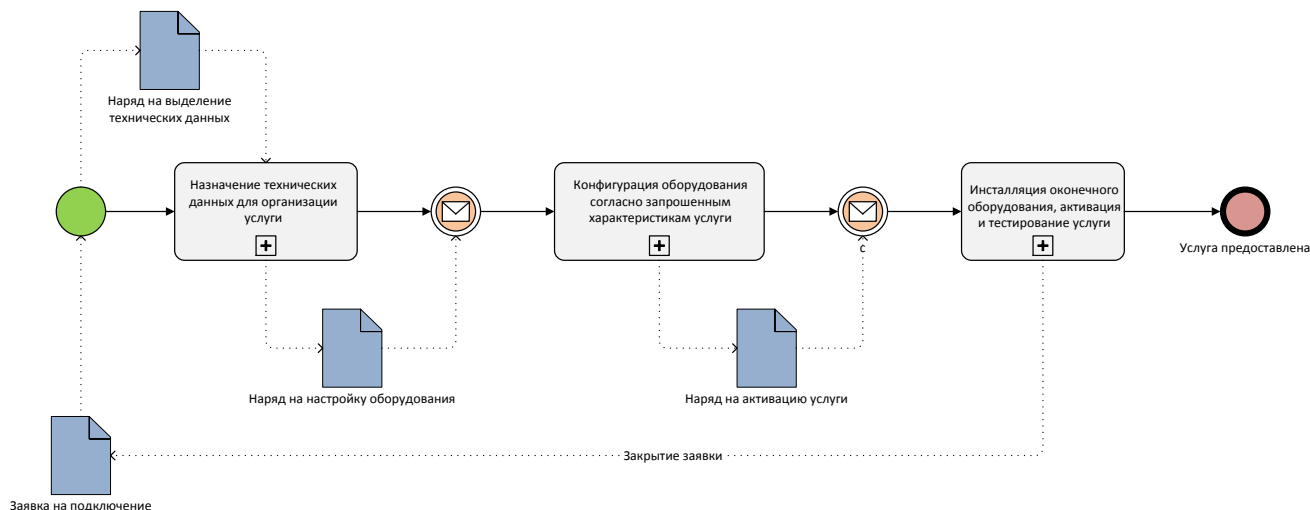 Наряд на выделение
технических данных
Назначение технических
данных для организации
услуги
Конфигурация оборудования
согласно запрошенным
характеристикам услуги
Инсталляция оконечного
оборудования, активация
и тестирование услуги
с
Услуга предоставлена
Наряд на настройку оборудования
Наряд на активацию услуги
Закрытие заявки
Заявка на подключение